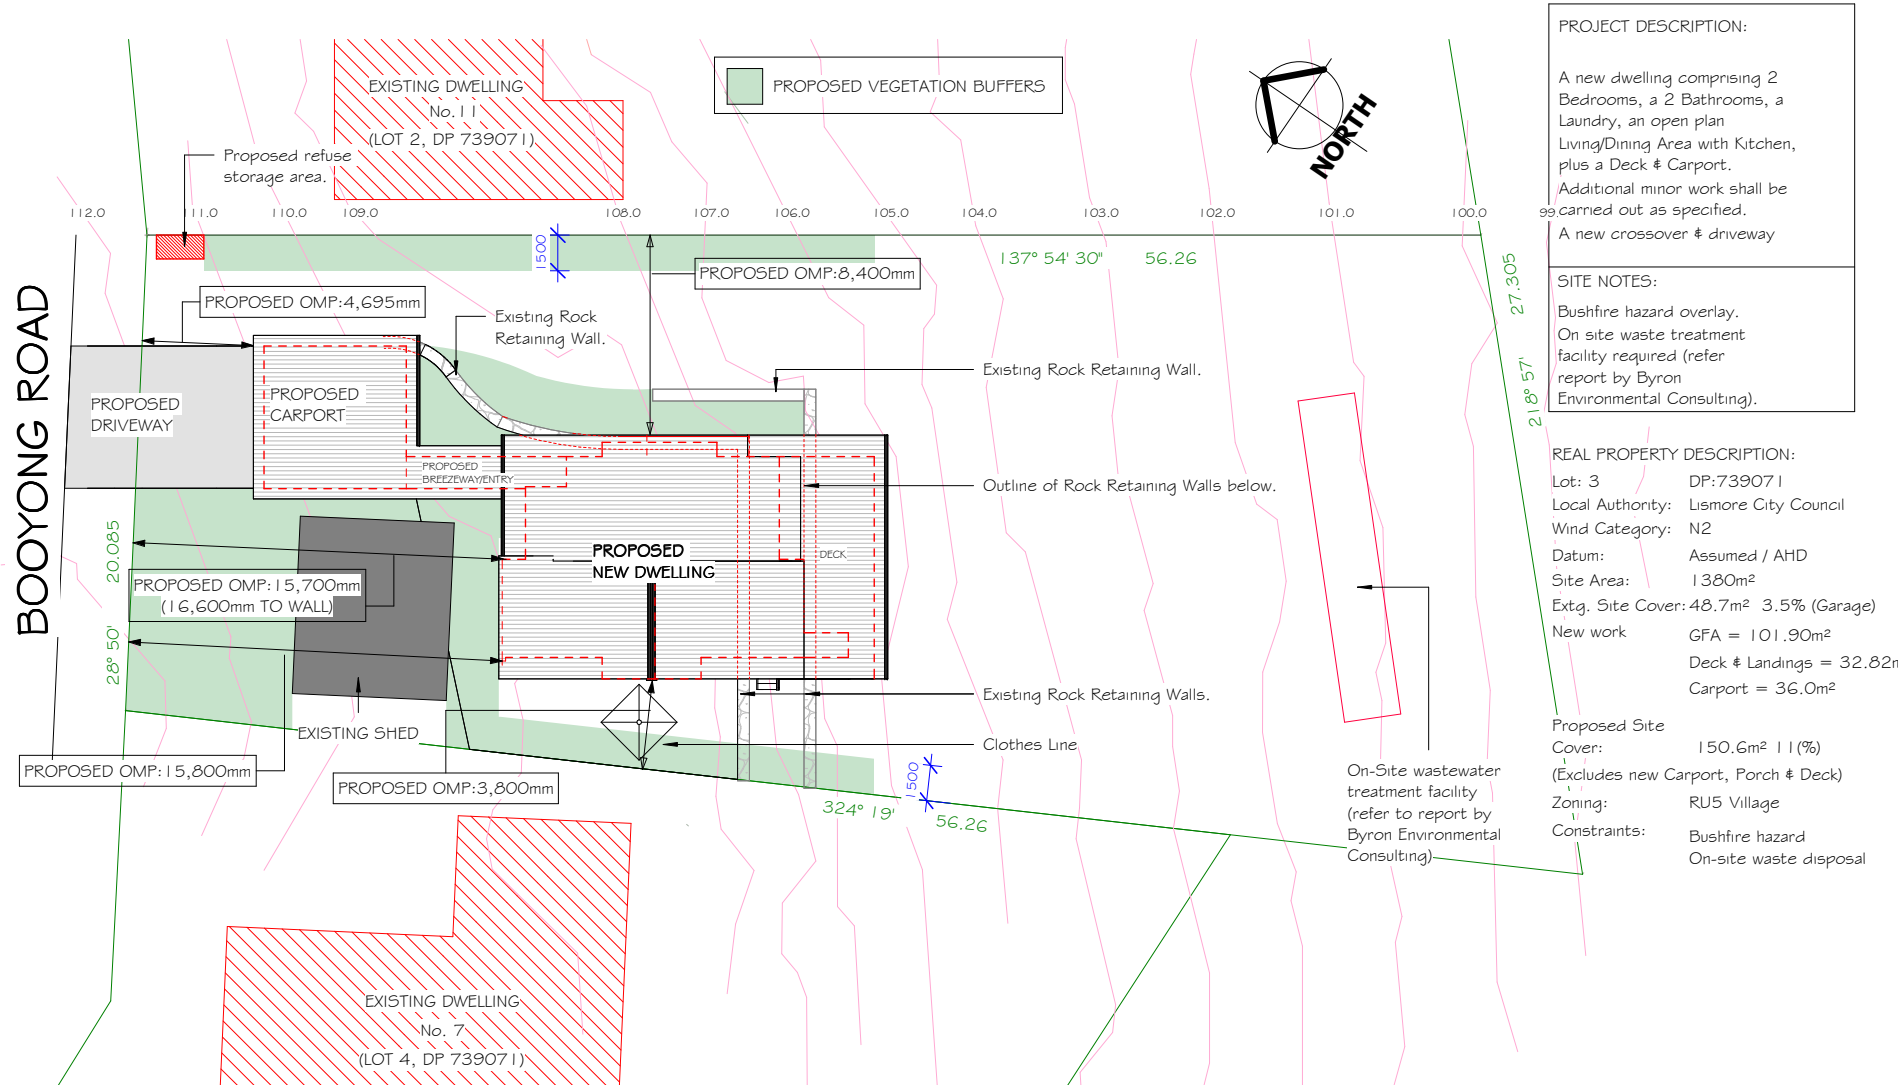 PROJECT DESCRIPTION:
A new dwelling comprising 2
Bedrooms, a 2 Bathrooms, a
Laundry, an open plan
Living/Dining Area with Kitchen,
plus a Deck & Carport.
Additional minor work shall be
carried out as specified.
A new crossover & driveway
SITE NOTES:
Bushfire hazard overlay.
On site waste treatment
facility required (refer
report by Byron
Environmental Consulting).
REAL PROPERTY DESCRIPTION:
Lot: 3 DP:739071
Local Authority: Lismore City Council
Wind Category: N2
Datum: Assumed / AHD
Site Area: 1380m²
Extg. Site Cover: 48.7m² 3.5% (Garage)
New work GFA = 101.90m²
Deck & Landings = 32.82m
Carport = 36.0m²
Proposed Site
Cover: 150.6m² 11(%)
(Excludes new Carport, Porch & Deck)
Zoning: RU5 Village
Constraints: Bushfire hazard
On-site waste disposal
PROPOSED VEGETATION BUFFERS
NORTH
EXISTING DWELLING
No.11
(LOT 2, DP 739071)
Proposed refuse
storage area.
112.0 111.0 110.0 109.0 108.0 107.0 106.0 105.0 104.0 103.0 102.0 101.0 100.0 99.
1500
137° 54' 30" 56.26
27.305
218° 57'
PROPOSED OMP:8,400mm
PROPOSED OMP:4,695mm
Existing Rock
Retaining Wall.
Existing Rock Retaining Wall.
BOOYONG ROAD
PROPOSED
DRIVEWAY
PROPOSED
CARPORT
PROPOSED
BREEZEWAY/ENTRY
Outline of Rock Retaining Walls below.
20.085
28° 50'
PROPOSED
NEW DWELLING
DECK
PROPOSED OMP:15,700mm
(16,600mm TO WALL)
Existing Rock Retaining Walls.
EXISTING SHED
Clothes Line
PROPOSED OMP:15,800mm
PROPOSED OMP:3,800mm
1500
324° 19' 56.26
On-Site wastewater
treatment facility
(refer to report by
Byron Environmental
Consulting)
EXISTING DWELLING
No. 7
(LOT 4, DP 739071)